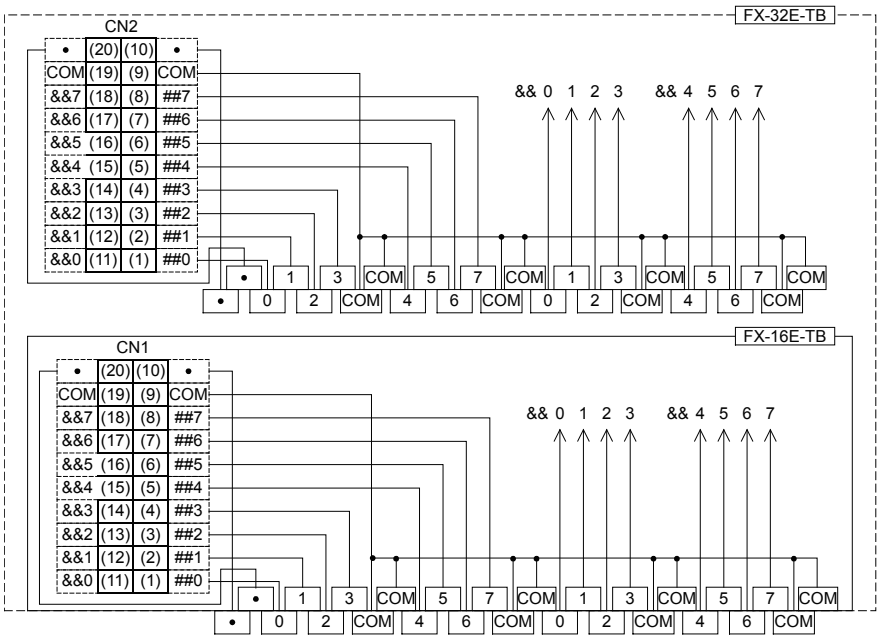 FX-32E-TB
CN2
• (20) (10) •
COM (19) (9) COM
&&7 (18) (8) ##7
&&6 (17) (7) ##6
&&5 (16) (6) ##5
&&4 (15) (5) ##4
&&3 (14) (4) ##3
&&2 (13) (3) ##2
&&1 (12) (2) ##1
&&0 (11) (1) ##0
&& 0 1 2 3 && 4 5 6 7
• 1 3 COM 5 7 COM 1 3 COM 5 7 COM
• 0 2 COM 4 6 COM 0 2 COM 4 6 COM
FX-16E-TB
CN1
• (20) (10) •
COM (19) (9) COM
&&7 (18) (8) ##7
&&6 (17) (7) ##6
&&5 (16) (6) ##5
&&4 (15) (5) ##4
&&3 (14) (4) ##3
&&2 (13) (3) ##2
&&1 (12) (2) ##1
&&0 (11) (1) ##0
&& 0 1 2 3 && 4 5 6 7
• 1 3 COM 5 7 COM 1 3 COM 5 7 COM
• 0 2 COM 4 6 COM 0 2 COM 4 6 COM